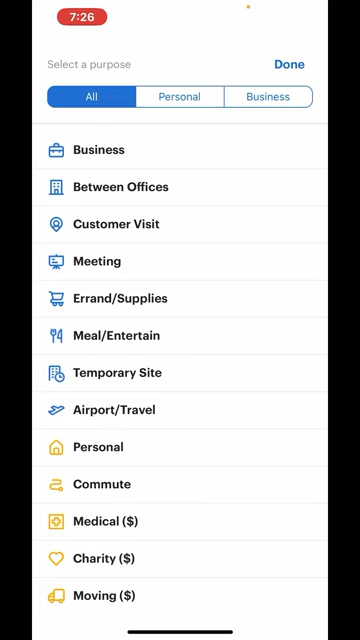 7:26
Select a purpose
Done
All
Personal
Business
Business
Between Offices
Customer Visit
Meeting
Errand/Supplies
Meal/Entertain
Temporary Site
Airport/Travel
Personal
Commute
Medical ($)
Charity ($)
Moving ($)